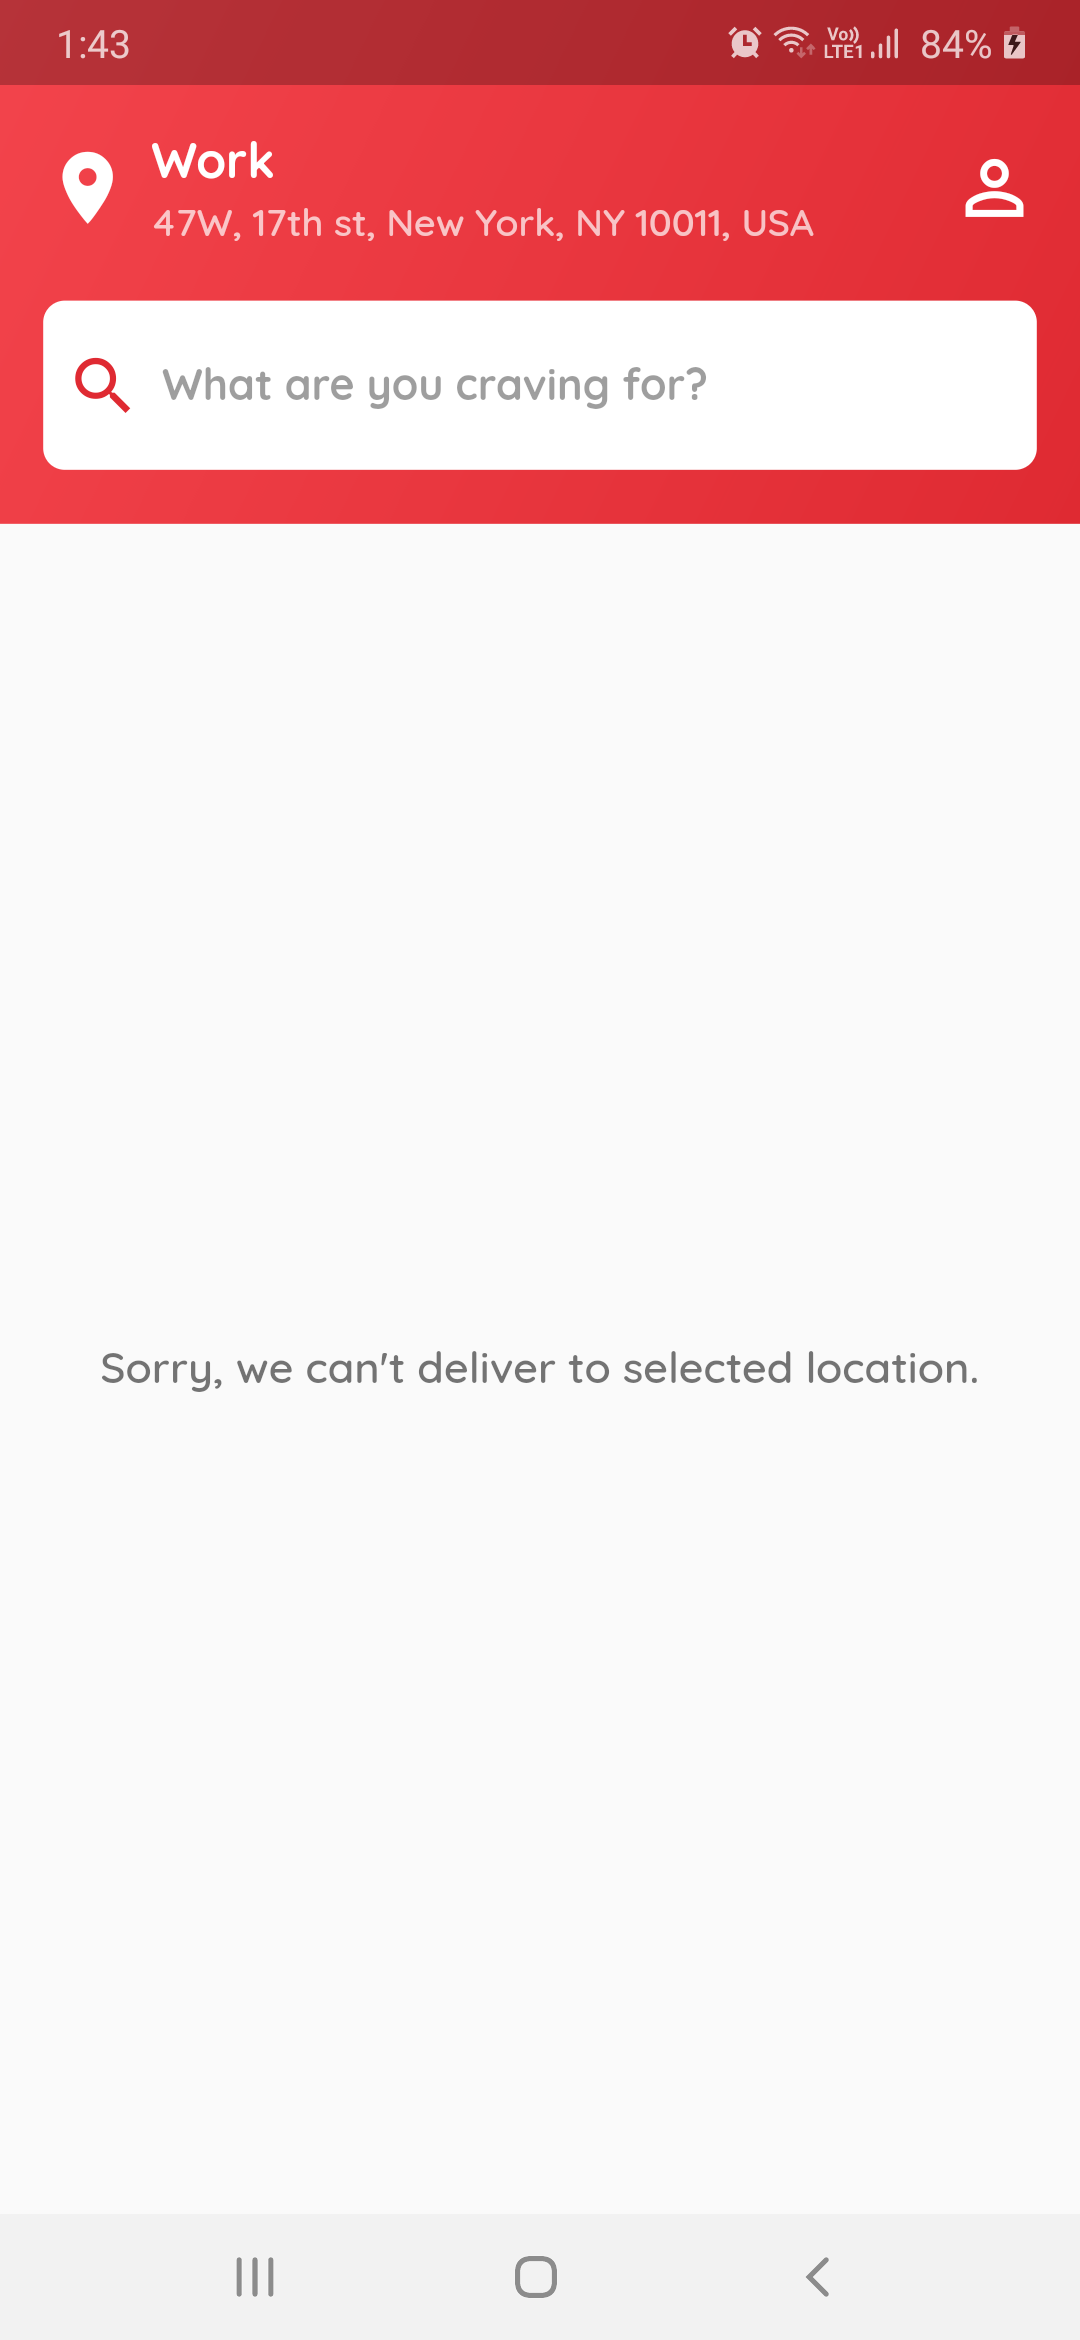 1:43
Vo)) LTE1 84%
Work
47W, 17th st, New York, NY 10011, USA
What are you craving for?
Sorry, we can't deliver to selected location.